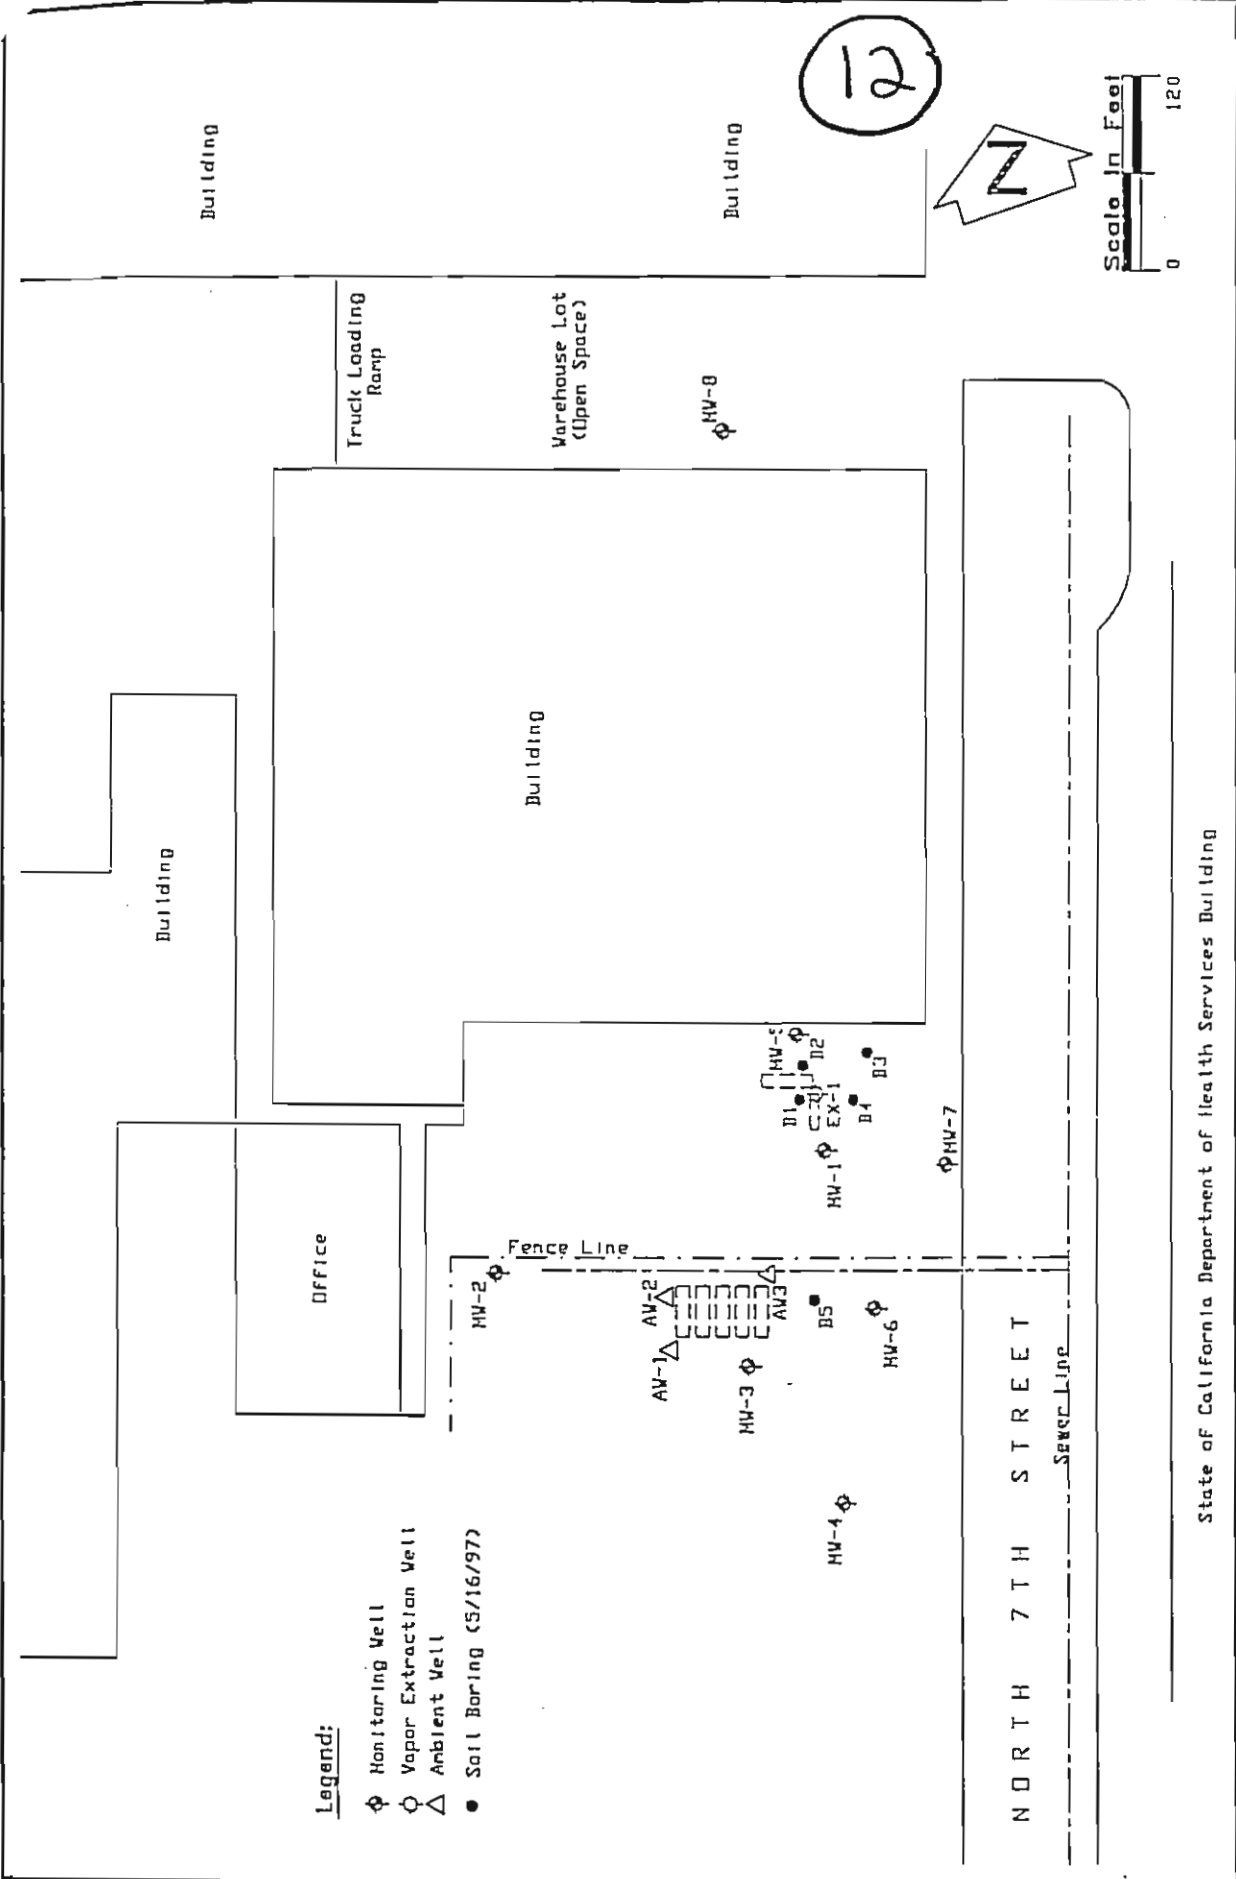 12
Building
Building
Truck Loading
Ramp
Warehouse Lot
(Open Space)
MW-8
Scale In Feet
0
120
N
Building
Building
Office
MW-5
B2
B1
EX-1
B3
B4
MW-1
MW-7
Fence Line
MW-2
AW-2
AW-1
AW3
MW-3
B5
MW-6
MW-4
NORTH 7TH STREET
Sewer Line
State of California Department of Health Services Building
Legend:
Monitoring Well
Vapor Extraction Well
Ambient Well
Soil Boring (5/16/97)